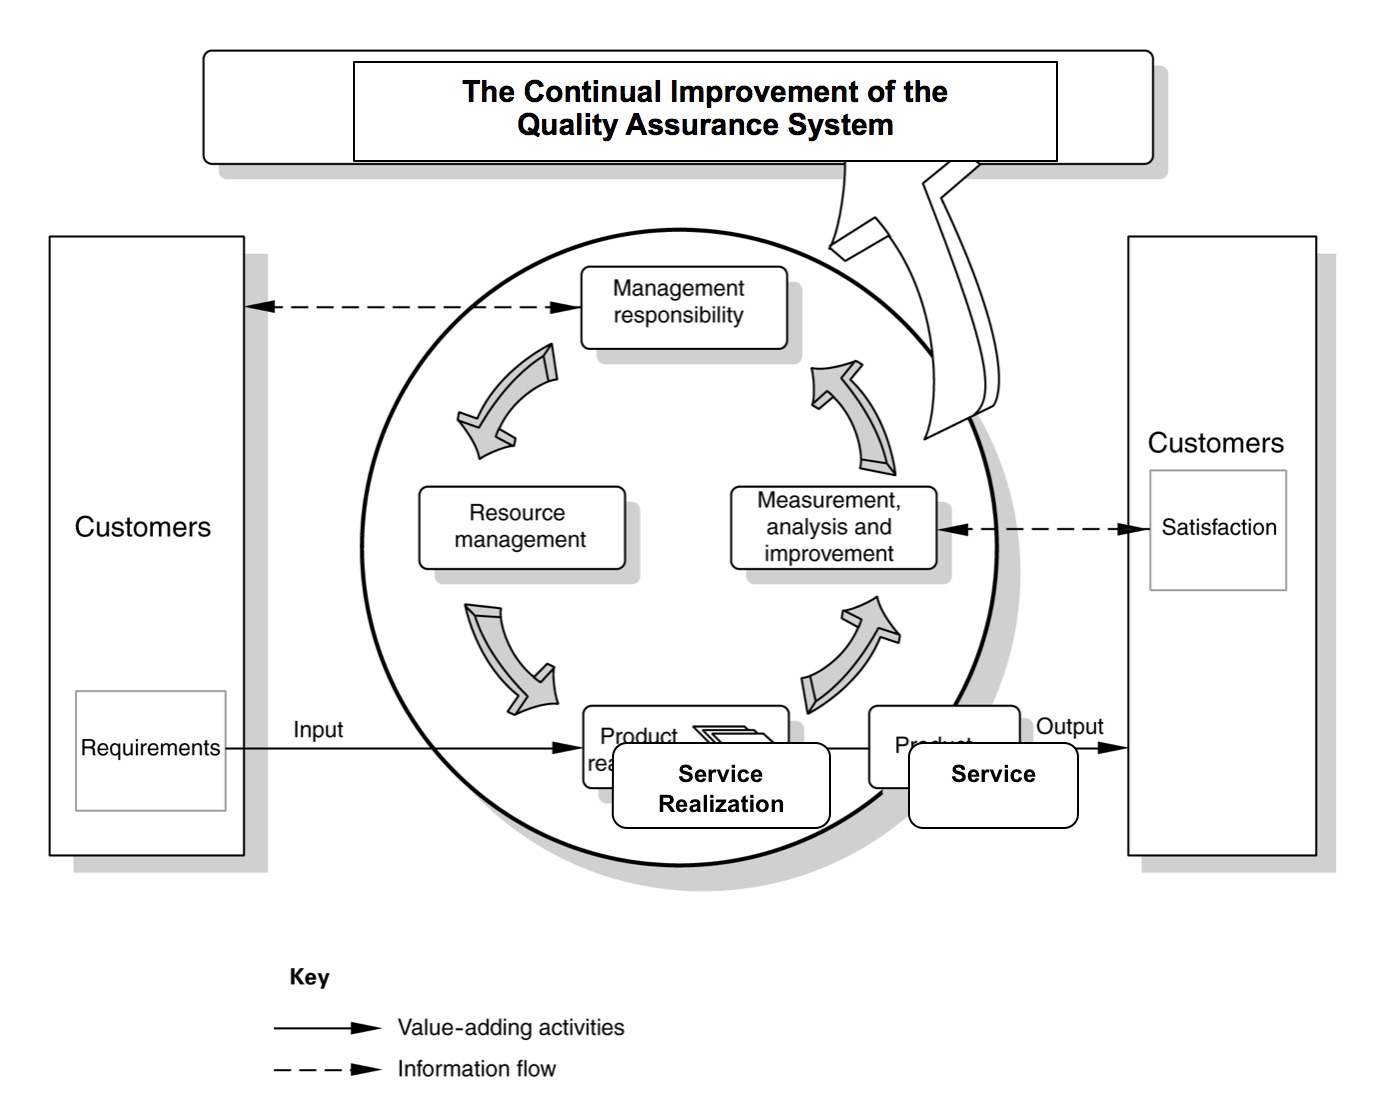 The Continual Improvement of the
Quality Assurance System
Management
responsibility
Customers
Resource
management
Measurement,
analysis and
improvement
Customers
Satisfaction
Requirements
Input
Product
Service
Realization
Service
Output
Key
Value-adding activities
Information flow